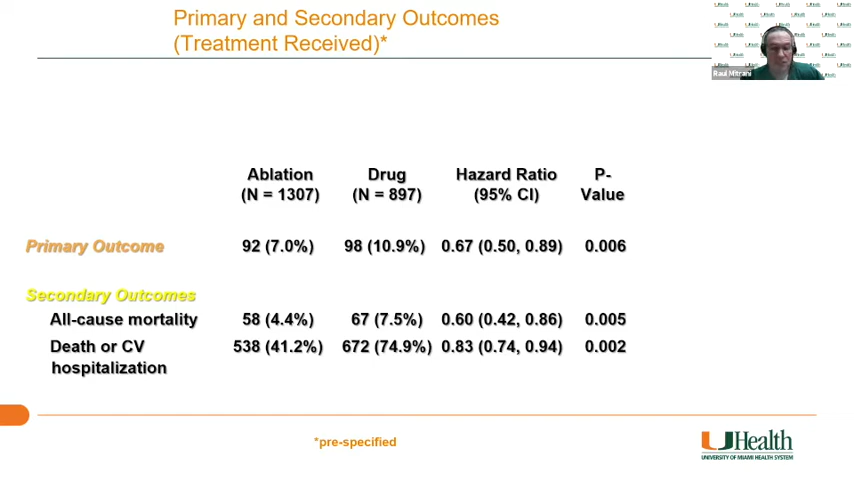 Primary and Secondary Outcomes
(Treatment Received)*
Raul Mitrani
Ablation Drug Hazard Ratio P-
(N = 1307) (N = 897) (95% CI) Value
Primary Outcome 92 (7.0%) 98 (10.9%) 0.67 (0.50, 0.89) 0.006
Secondary Outcomes
All-cause mortality 58 (4.4%) 67 (7.5%) 0.60 (0.42, 0.86) 0.005
Death or CV 538 (41.2%) 672 (74.9%) 0.83 (0.74, 0.94) 0.002
hospitalization
*pre-specified
UHealth
UNIVERSITY OF MIAMI HEALTH SYSTEM